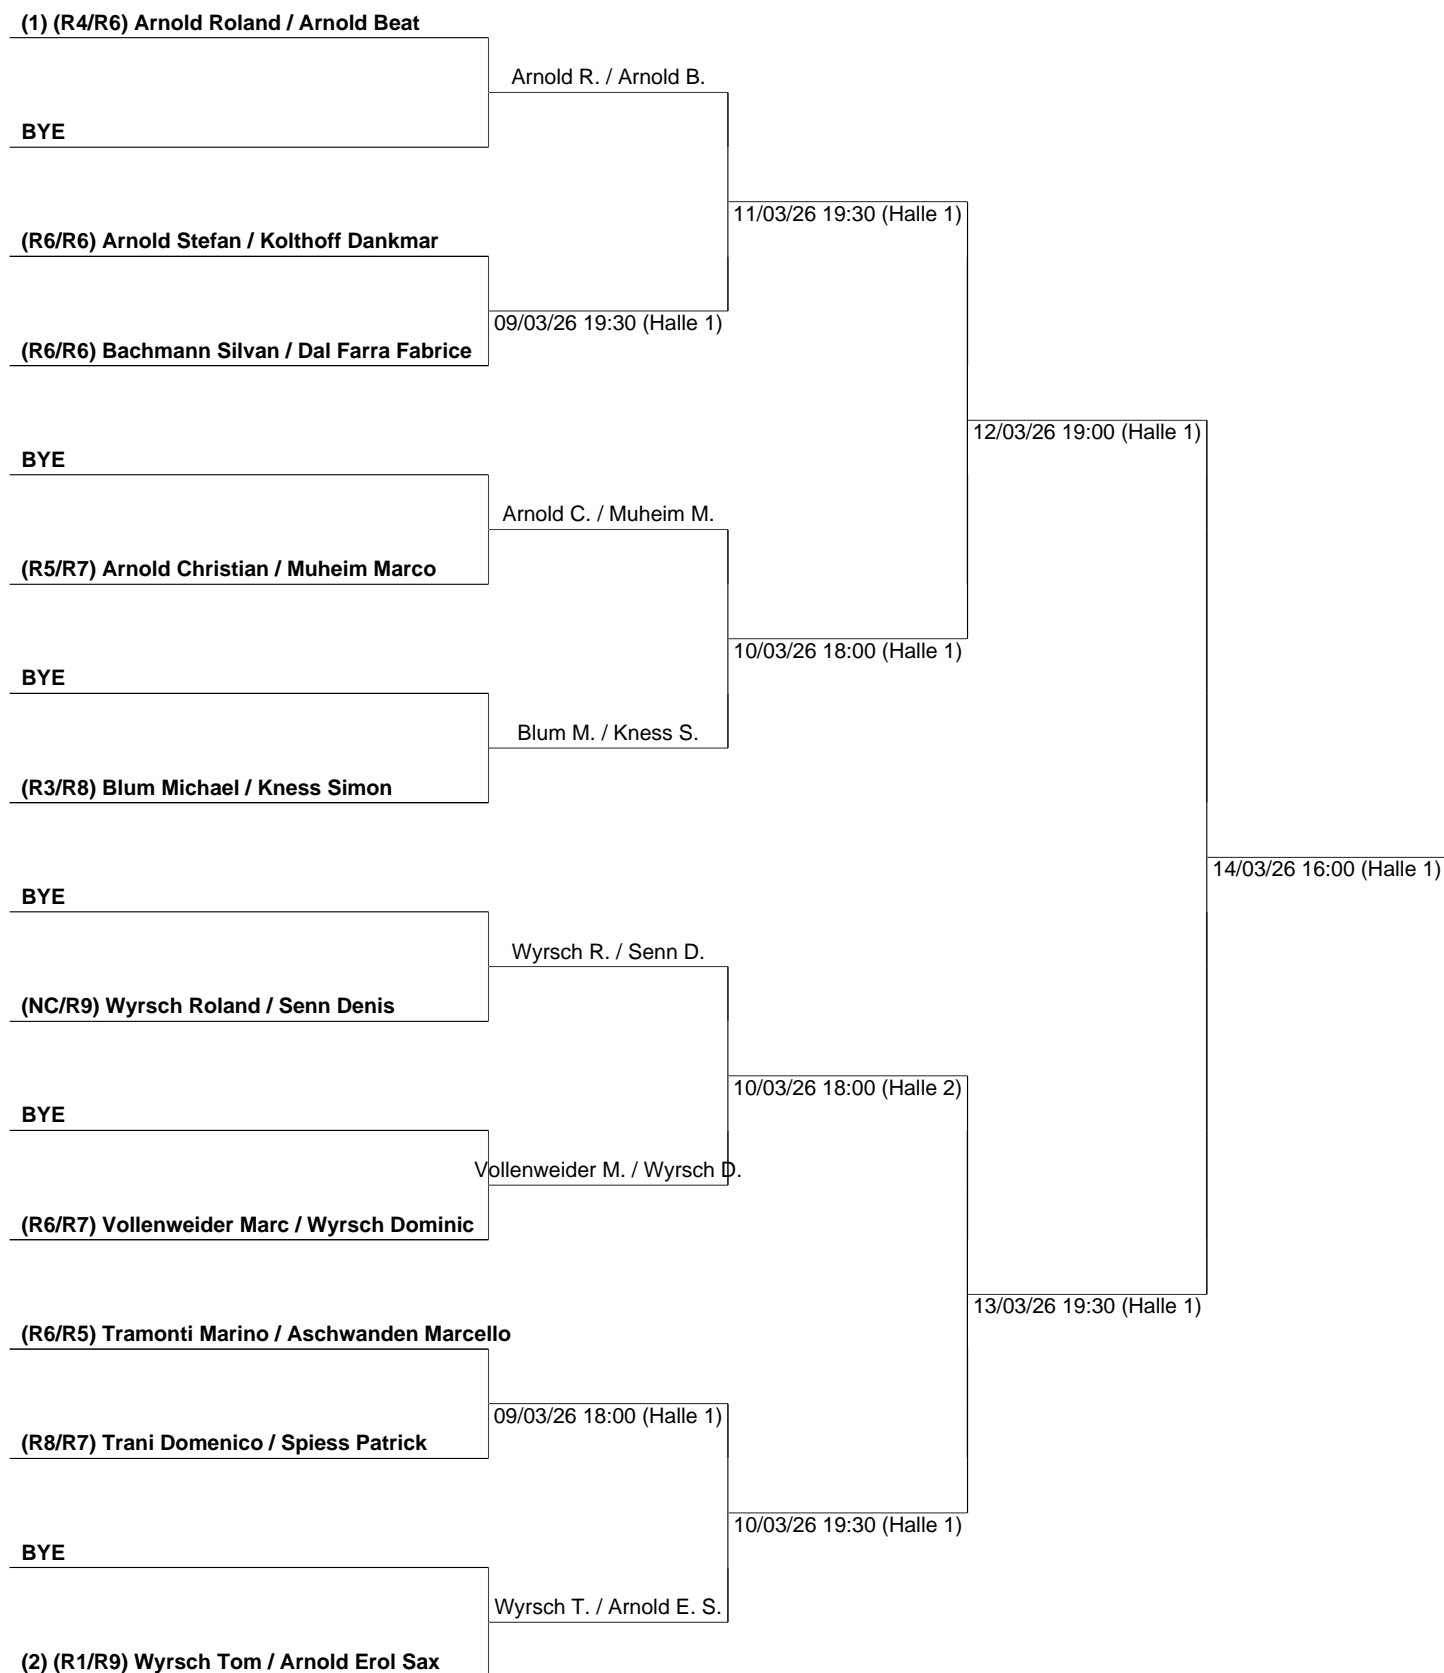 (1) (R4/R6) Arnold Roland / Arnold Beat
Arnold R. / Arnold B.
BYE
11/03/26 19:30 (Halle 1)
(R6/R6) Arnold Stefan / Kolthoff Dankmar
09/03/26 19:30 (Halle 1)
(R6/R6) Bachmann Silvan / Dal Farra Fabrice
12/03/26 19:00 (Halle 1)
BYE
Arnold C. / Muheim M.
(R5/R7) Arnold Christian / Muheim Marco
10/03/26 18:00 (Halle 1)
BYE
Blum M. / Kness S.
(R3/R8) Blum Michael / Kness Simon
14/03/26 16:00 (Halle 1)
BYE
Wyrsch R. / Senn D.
(NC/R9) Wyrsch Roland / Senn Denis
10/03/26 18:00 (Halle 2)
BYE
Vollenweider M. / Wyrsch D.
(R6/R7) Vollenweider Marc / Wyrsch Dominic
13/03/26 19:30 (Halle 1)
(R6/R5) Tramonti Marino / Aschwanden Marcello
09/03/26 18:00 (Halle 1)
(R8/R7) Trani Domenico / Spiess Patrick
10/03/26 19:30 (Halle 1)
BYE
Wyrsch T. / Arnold E. S.
(2) (R1/R9) Wyrsch Tom / Arnold Erol Sax